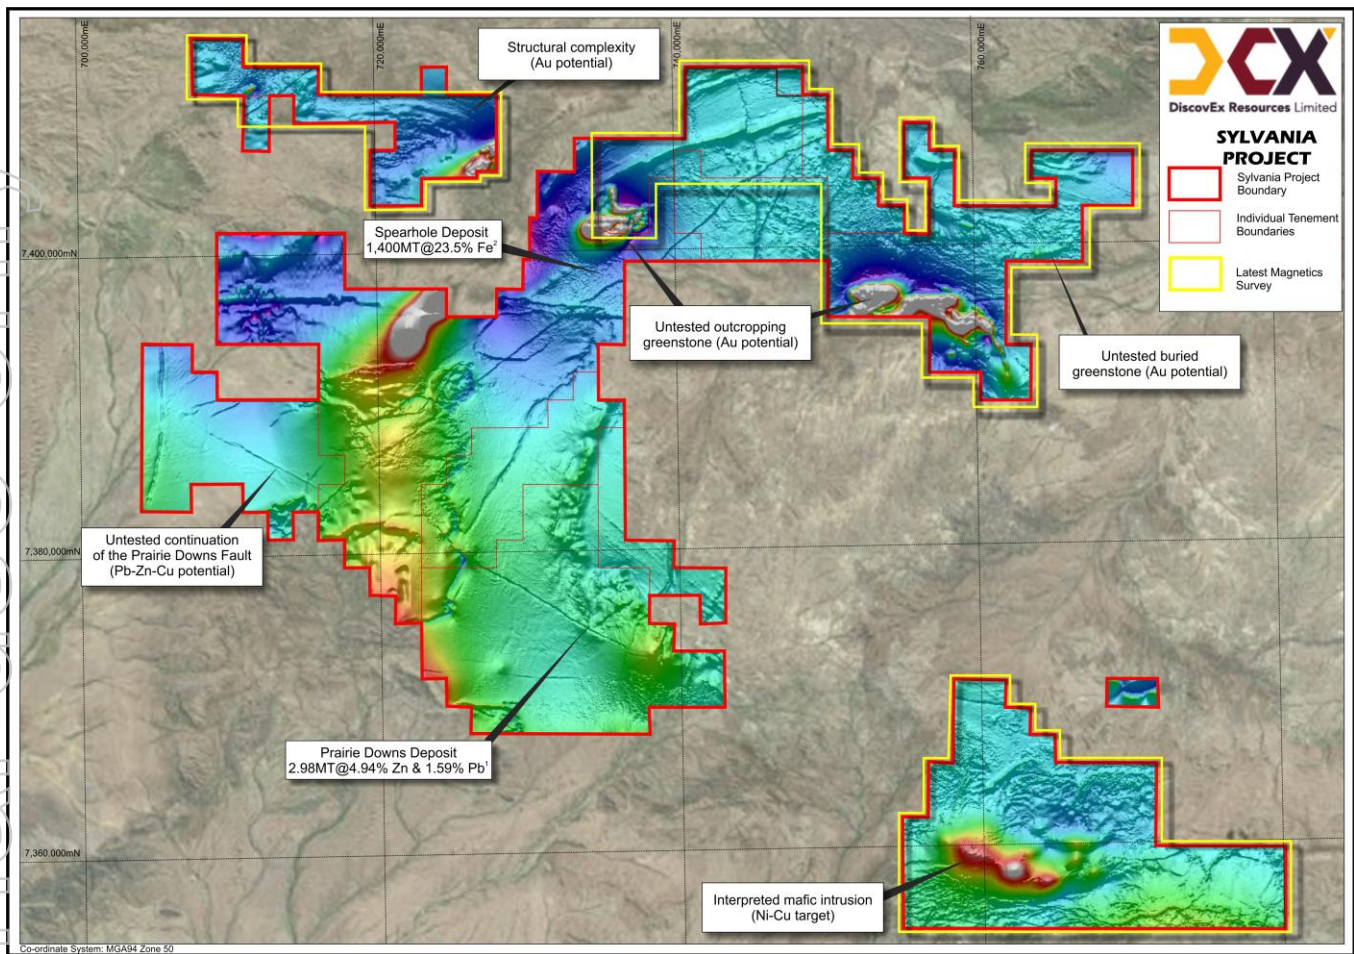 700,000mE
720,000mE
740,000mE
760,000mE
Structural complexity
(Au potential)
DCX
DiscovEx Resources Limited
SYLVANIA
PROJECT
Sylvania Project
Boundary
Individual Tenement
Boundaries
Latest Magnetics
Survey
Spearhole Deposit
1,400MT@23.5% Fe²
7,400,000mN
Untested outcropping
greenstone (Au potential)
Untested buried
greenstone (Au potential)
Untested continuation
of the Prairie Downs Fault
(Pb-Zn-Cu potential)
7,380,000mN
Prairie Downs Deposit
2.98MT@4.94% Zn & 1.59% Pb¹
7,360,000mN
Interpreted mafic intrusion
(Ni-Cu target)
Co-ordinate System: MGA94 Zone 50